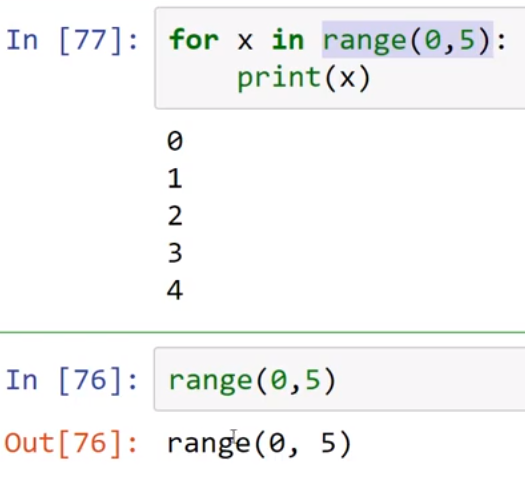 In [77]: for x in range(0,5):
    print(x)
0
1
2
3
4
In [76]: range(0,5)
Out[76]: range(0, 5)